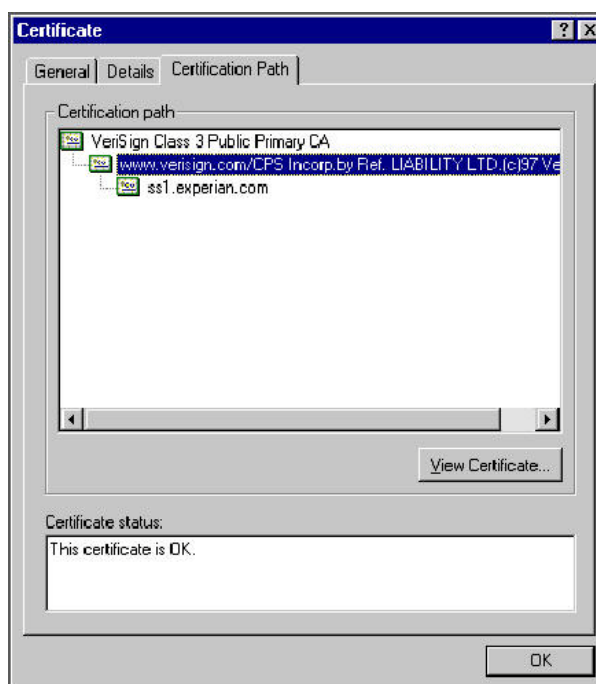 Certificate
General Details Certification Path
Certification path
VeriSign Class 3 Public Primary CA
www.verisign.com/CPS Incorp.by Ref. LIABILITY LTD.(c)97 Ve
ss1.experian.com
View Certificate...
Certificate status:
This certificate is OK.
OK